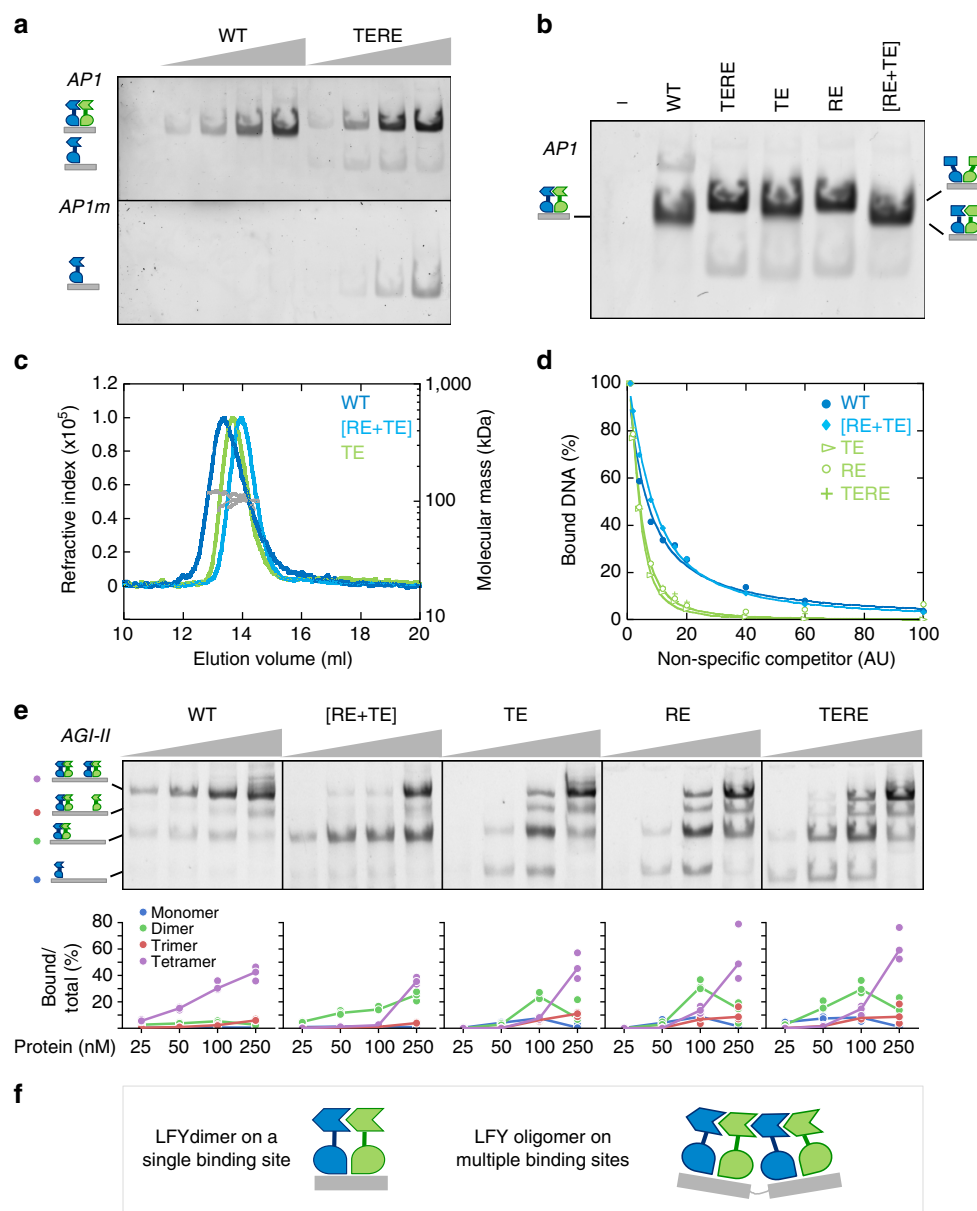 a
WT TERE
AP1
AP1m
b
– WT TERE TE RE [RE+TE]
AP1
c
Refractive index (x10⁵)
1.2
1.0
0.8
0.6
0.4
0.2
0
10 12 14 16 18 20
Elution volume (ml)
WT
[RE+TE]
TE
1,000
100
10
Molecular mass (kDa)
d
Bound DNA (%)
100
80
60
40
20
0
0 20 40 60 80 100
Non-specific competitor (AU)
WT
[RE+TE]
TE
RE
TERE
e
WT [RE+TE] TE RE TERE
AGI-II
Monomer
Dimer
Trimer
Tetramer
Bound/
total (%)
80
60
40
20
Protein (nM) 25 50 100 250 25 50 100 250 25 50 100 250 25 50 100 250 25 50 100 250
f
LFYdimer on a
single binding site
LFY oligomer on
multiple binding sites